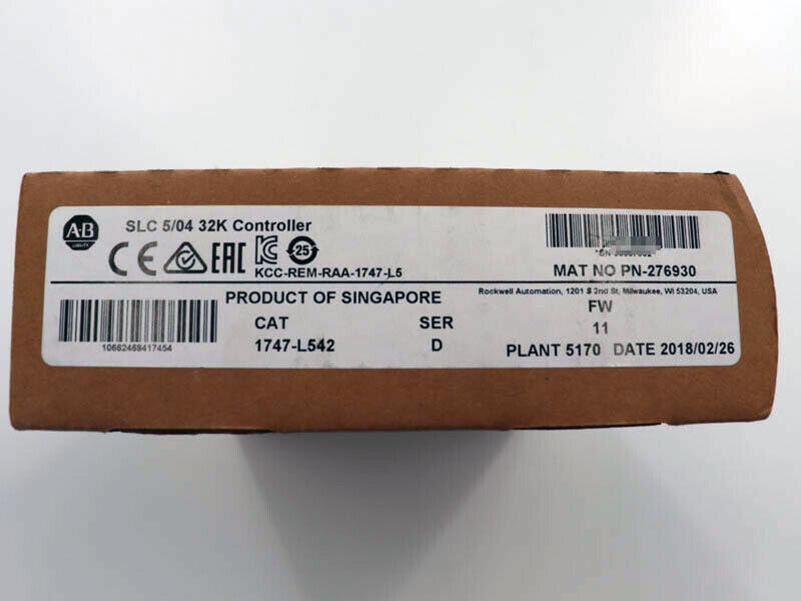 A·B
QUALITY
SLC 5/04 32K Controller
CE EAC 25
KCC-REM-RAA-1747-L5
MAT NO PN-276930
PRODUCT OF SINGAPORE
Rockwell Automation, 1201 S 2nd St, Milwaukee, WI 53204, USA
CAT SER FW
1747-L542 D 11
10662468417454
PLANT 5170 DATE 2018/02/26